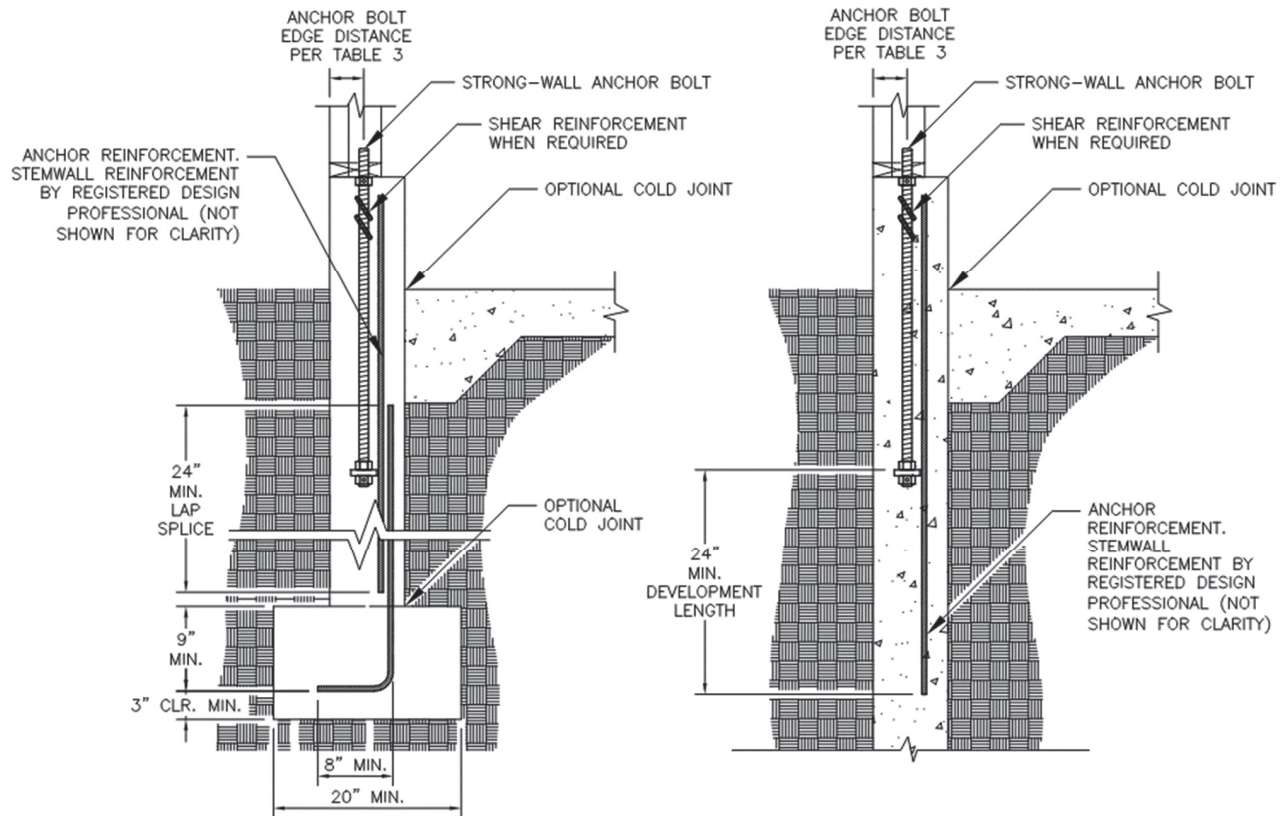 ANCHOR BOLT
EDGE DISTANCE
PER TABLE 3
STRONG-WALL ANCHOR BOLT
SHEAR REINFORCEMENT
WHEN REQUIRED
ANCHOR REINFORCEMENT.
STEMWALL REINFORCEMENT
BY REGISTERED DESIGN
PROFESSIONAL (NOT
SHOWN FOR CLARITY)
OPTIONAL COLD JOINT
24"
MIN.
LAP
SPLICE
OPTIONAL
COLD JOINT
9"
MIN.
3" CLR. MIN.
8" MIN.
20" MIN.
ANCHOR BOLT
EDGE DISTANCE
PER TABLE 3
STRONG-WALL ANCHOR BOLT
SHEAR REINFORCEMENT
WHEN REQUIRED
OPTIONAL COLD JOINT
24"
MIN.
DEVELOPMENT
LENGTH
ANCHOR
REINFORCEMENT.
STEMWALL
REINFORCEMENT BY
REGISTERED DESIGN
PROFESSIONAL (NOT
SHOWN FOR CLARITY)